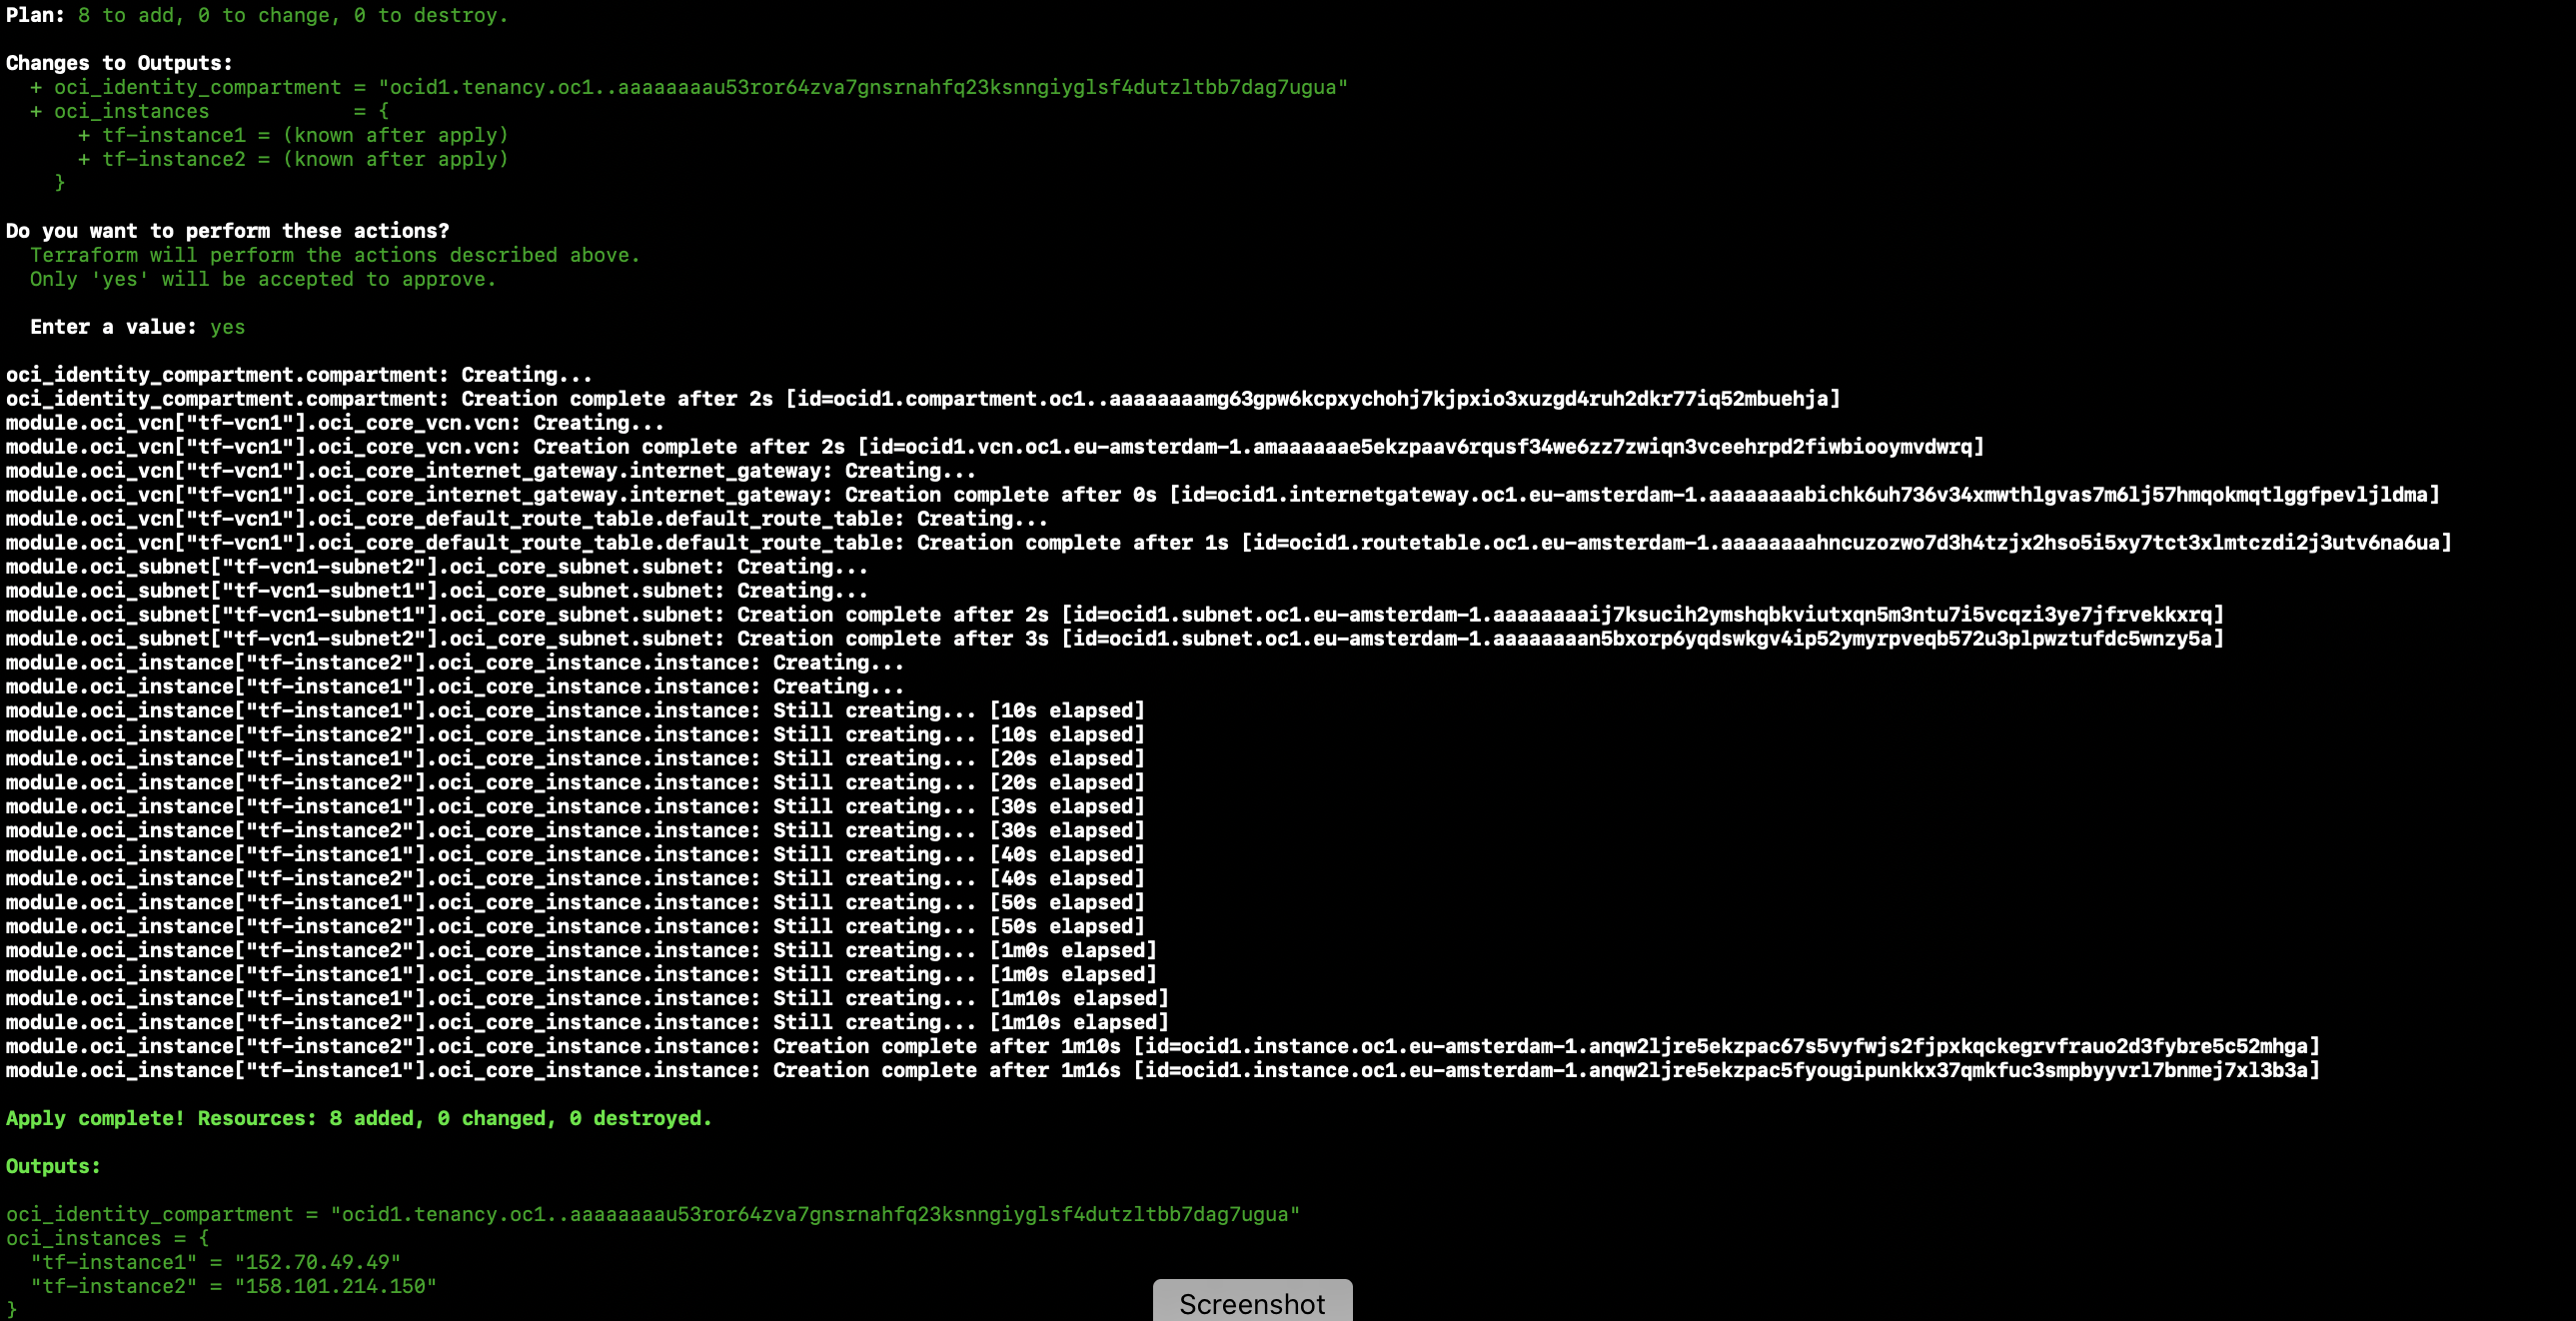 Plan: 8 to add, 0 to change, 0 to destroy.
Changes to Outputs:
+ oci_identity_compartment = "ocid1.tenancy.oc1..aaaaaaaau53ror64zva7gnsrnahfq23ksnngiyglsf4dutzltbb7dag7ugua"
+ oci_instances = {
+ tf-instance1 = (known after apply)
+ tf-instance2 = (known after apply)
}
Do you want to perform these actions?
Terraform will perform the actions described above.
Only 'yes' will be accepted to approve.
Enter a value: yes
oci_identity_compartment.compartment: Creating...
oci_identity_compartment.compartment: Creation complete after 2s [id=ocid1.compartment.oc1..aaaaaaaamg63gpw6kcpxychohj7kjpxio3xuzgd4ruh2dkr77iq52mbuehja]
module.oci_vcn["tf-vcn1"].oci_core_vcn.vcn: Creating...
module.oci_vcn["tf-vcn1"].oci_core_vcn.vcn: Creation complete after 2s [id=ocid1.vcn.oc1.eu-amsterdam-1.amaaaaaae5ekzpaav6rqusf34we6zz7zwiqn3vceehrpd2fiwbiooymvdwrq]
module.oci_vcn["tf-vcn1"].oci_core_internet_gateway.internet_gateway: Creating...
module.oci_vcn["tf-vcn1"].oci_core_internet_gateway.internet_gateway: Creation complete after 0s [id=ocid1.internetgateway.oc1.eu-amsterdam-1.aaaaaaaabichk6uh736v34xmwthlgvas7m6lj57hmqokmqtlggfpevljldma]
module.oci_vcn["tf-vcn1"].oci_core_default_route_table.default_route_table: Creating...
module.oci_vcn["tf-vcn1"].oci_core_default_route_table.default_route_table: Creation complete after 1s [id=ocid1.routetable.oc1.eu-amsterdam-1.aaaaaaaahncuzozwo7d3h4tzjx2hso5i5xy7tct3xlmtczdi2j3utv6na6ua]
module.oci_subnet["tf-vcn1-subnet2"].oci_core_subnet.subnet: Creating...
module.oci_subnet["tf-vcn1-subnet1"].oci_core_subnet.subnet: Creating...
module.oci_subnet["tf-vcn1-subnet1"].oci_core_subnet.subnet: Creation complete after 2s [id=ocid1.subnet.oc1.eu-amsterdam-1.aaaaaaaaij7ksucih2ymshqbkviutxqn5m3ntu7i5vcqzi3ye7jfrvekkxrq]
module.oci_subnet["tf-vcn1-subnet2"].oci_core_subnet.subnet: Creation complete after 3s [id=ocid1.subnet.oc1.eu-amsterdam-1.aaaaaaaan5bxorp6yqdswkgv4ip52ymyrpveqb572u3plpwztufdc5wnzy5a]
module.oci_instance["tf-instance2"].oci_core_instance.instance: Creating...
module.oci_instance["tf-instance1"].oci_core_instance.instance: Creating...
module.oci_instance["tf-instance1"].oci_core_instance.instance: Still creating... [10s elapsed]
module.oci_instance["tf-instance2"].oci_core_instance.instance: Still creating... [10s elapsed]
module.oci_instance["tf-instance1"].oci_core_instance.instance: Still creating... [20s elapsed]
module.oci_instance["tf-instance2"].oci_core_instance.instance: Still creating... [20s elapsed]
module.oci_instance["tf-instance1"].oci_core_instance.instance: Still creating... [30s elapsed]
module.oci_instance["tf-instance2"].oci_core_instance.instance: Still creating... [30s elapsed]
module.oci_instance["tf-instance1"].oci_core_instance.instance: Still creating... [40s elapsed]
module.oci_instance["tf-instance2"].oci_core_instance.instance: Still creating... [40s elapsed]
module.oci_instance["tf-instance1"].oci_core_instance.instance: Still creating... [50s elapsed]
module.oci_instance["tf-instance2"].oci_core_instance.instance: Still creating... [50s elapsed]
module.oci_instance["tf-instance2"].oci_core_instance.instance: Still creating... [1m0s elapsed]
module.oci_instance["tf-instance1"].oci_core_instance.instance: Still creating... [1m0s elapsed]
module.oci_instance["tf-instance1"].oci_core_instance.instance: Still creating... [1m10s elapsed]
module.oci_instance["tf-instance2"].oci_core_instance.instance: Still creating... [1m10s elapsed]
module.oci_instance["tf-instance2"].oci_core_instance.instance: Creation complete after 1m10s [id=ocid1.instance.oc1.eu-amsterdam-1.anqw2ljre5ekzpac67s5vyfwjs2fjpxkqckegrvfrauo2d3fybre5c52mhga]
module.oci_instance["tf-instance1"].oci_core_instance.instance: Creation complete after 1m16s [id=ocid1.instance.oc1.eu-amsterdam-1.anqw2ljre5ekzpac5fyougipunkkx37qmkfuc3smpbyyvrl7bnmej7xl3b3a]
Apply complete! Resources: 8 added, 0 changed, 0 destroyed.
Outputs:
oci_identity_compartment = "ocid1.tenancy.oc1..aaaaaaaau53ror64zva7gnsrnahfq23ksnngiyglsf4dutzltbb7dag7ugua"
oci_instances = {
"tf-instance1" = "152.70.49.49"
"tf-instance2" = "158.101.214.150"
}
Screenshot